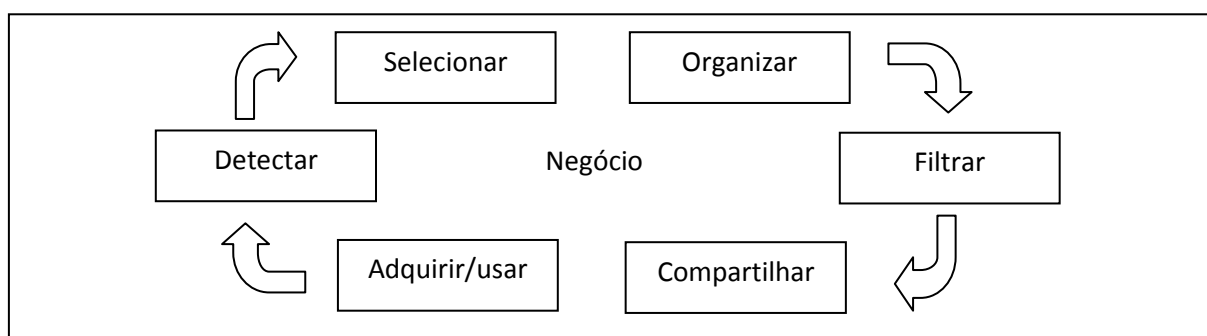 Selecionar
Organizar
Detectar
Negócio
Filtrar
Adquirir/usar
Compartilhar